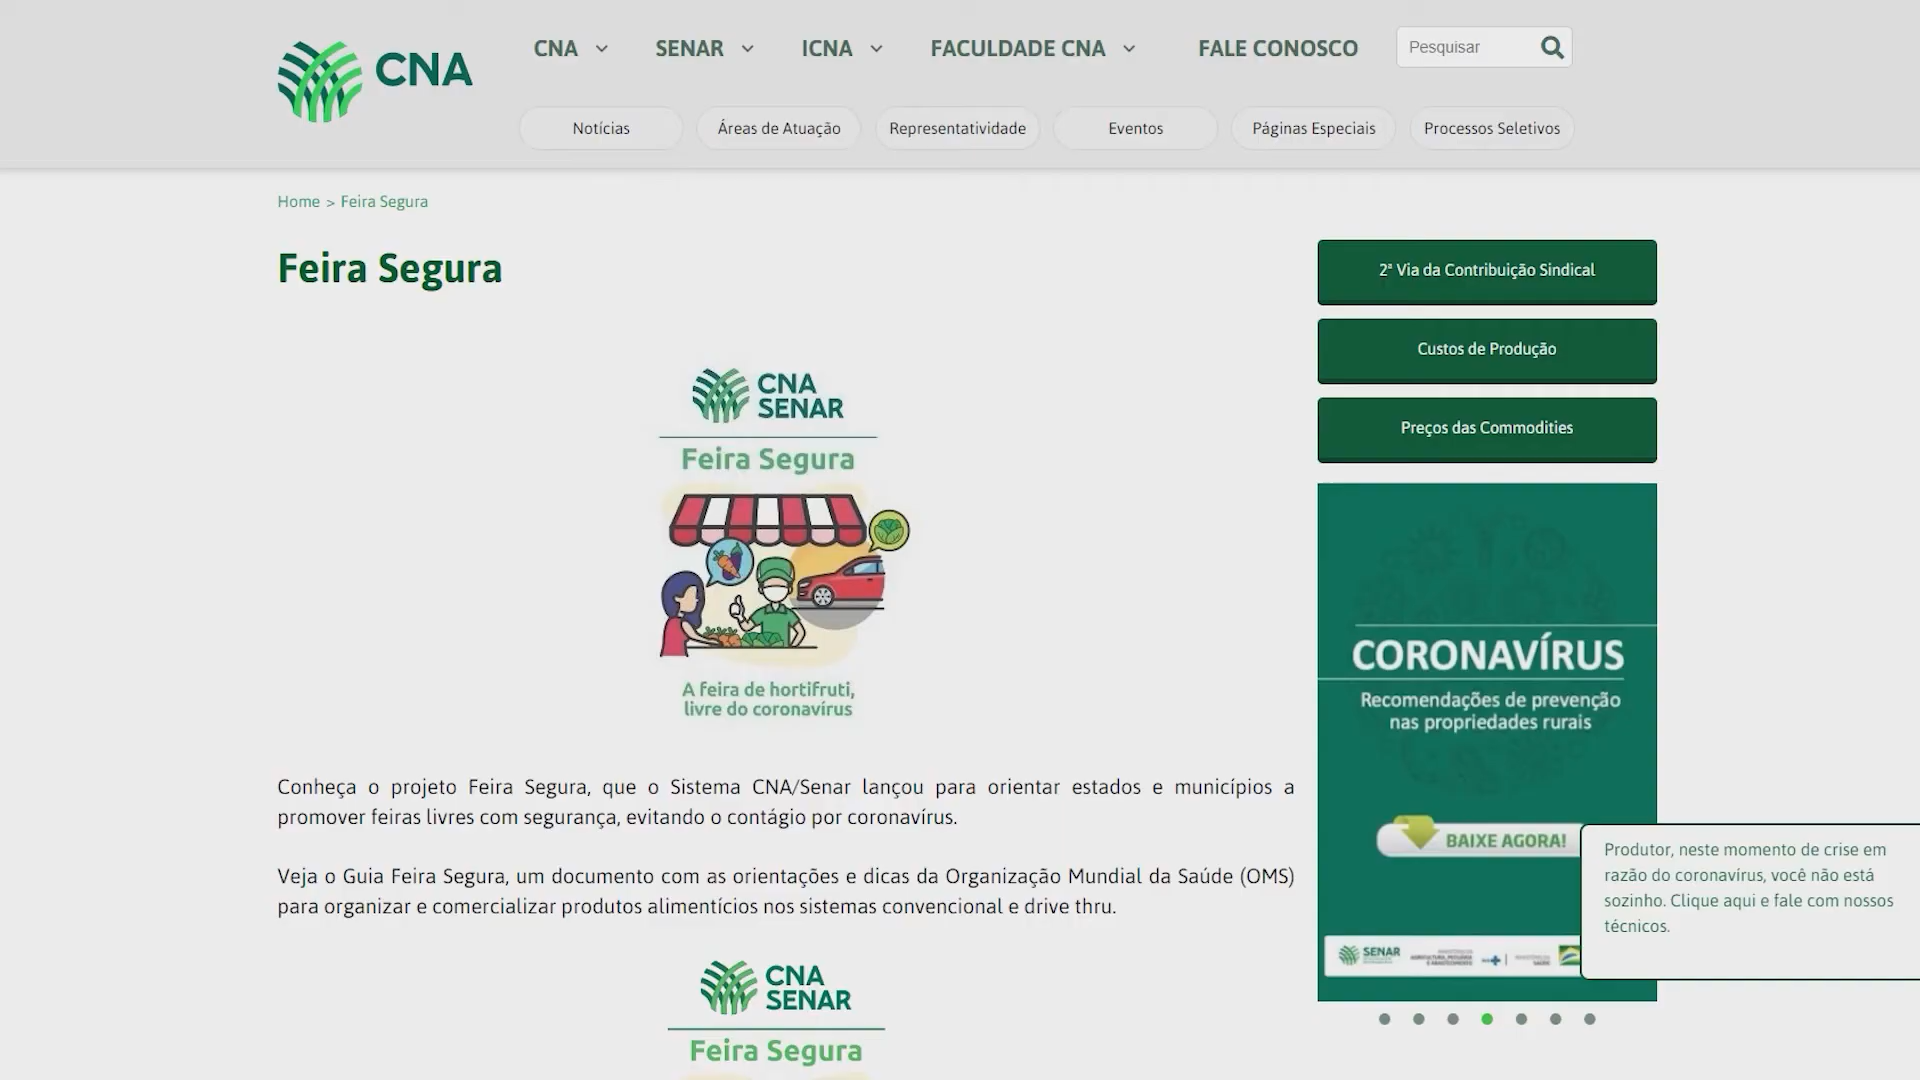 CNA
CNA
SENAR
ICNA
FACULDADE CNA
FALE CONOSCO
Pesquisar
Notícias
Áreas de Atuação
Representatividade
Eventos
Páginas Especiais
Processos Seletivos
Home > Feira Segura
Feira Segura
CNA
SENAR
Feira Segura
A feira de hortifruti,
livre do coronavírus
Conheça o projeto Feira Segura, que o Sistema CNA/Senar lançou para orientar estados e municípios a
promover feiras livres com segurança, evitando o contágio por coronavírus.
Veja o Guia Feira Segura, um documento com as orientações e dicas da Organização Mundial da Saúde (OMS)
para organizar e comercializar produtos alimentícios nos sistemas convencional e drive thru.
CNA
SENAR
Feira Segura
2ª Via da Contribuição Sindical
Custos de Produção
Preços das Commodities
CORONAVÍRUS
Recomendações de prevenção
nas propriedades rurais
BAIXE AGORA!
SENAR
Produtor, neste momento de crise em
razão do coronavírus, você não está
sozinho. Clique aqui e fale com nossos
técnicos.